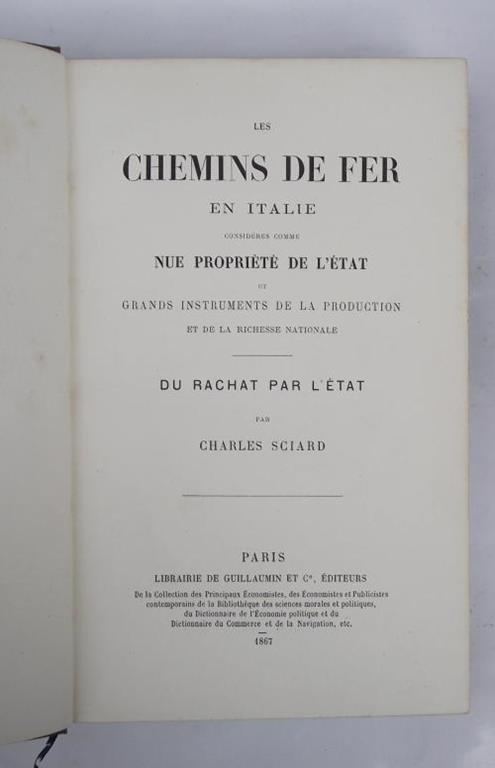 LES
CHEMINS DE FER
EN ITALIE
CONSIDÉRÉS COMME
NUE PROPRIÉTÉ DE L'ÉTAT
ET
GRANDS INSTRUMENTS DE LA PRODUCTION
ET DE LA RICHESSE NATIONALE
DU RACHAT PAR L'ÉTAT
PAR
CHARLES SCIARD
PARIS
LIBRAIRIE DE GUILLAUMIN ET Ce, ÉDITEURS
De la Collection des Principaux Économistes, des Économistes et Publicistes
contemporains de la Bibliothèque des sciences morales et politiques,
du Dictionnaire de l'Économie politique et du
Dictionnaire du Commerce et de la Navigation, etc.
1867